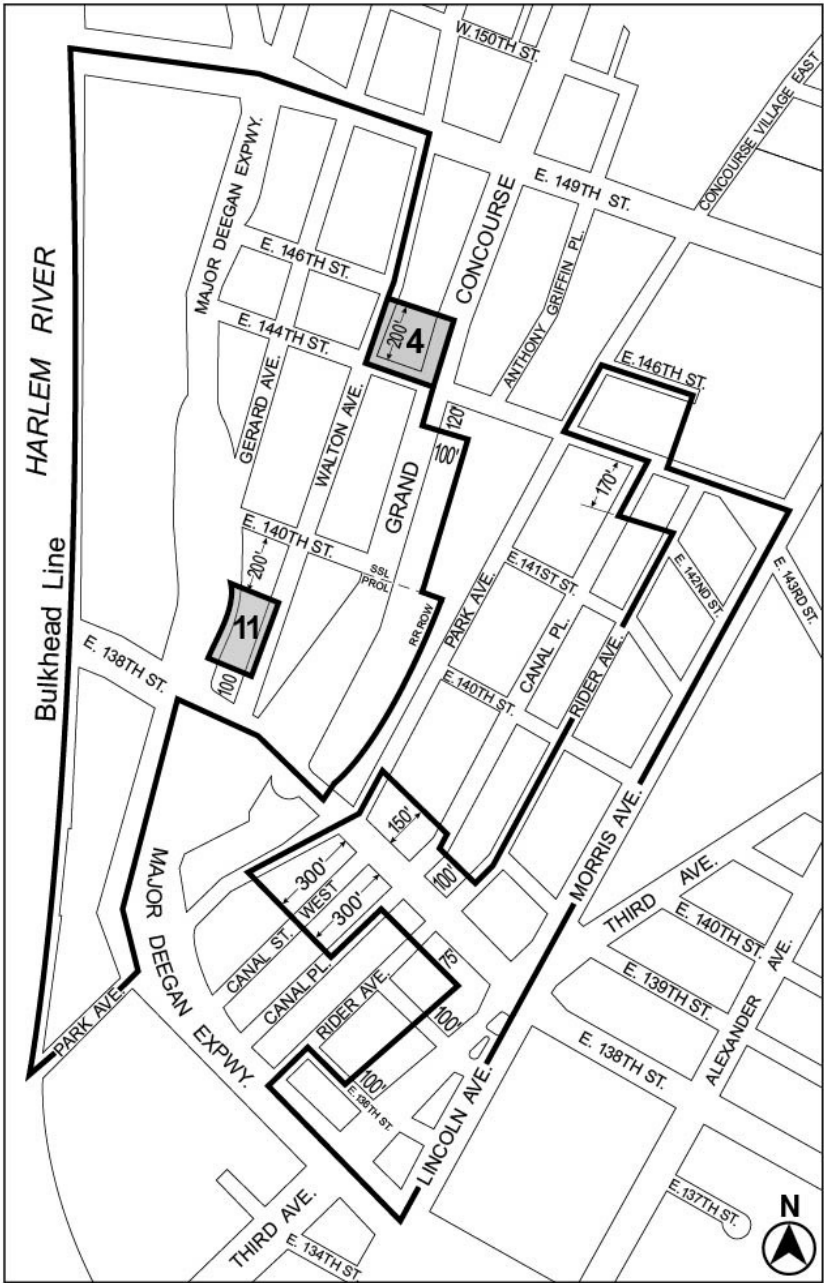 W.150TH ST.
CONCOURSE VILLAGE EAST
MAJOR DEEGAN EXPWY.
CONCOURSE
E. 149TH ST.
E. 146TH ST.
ANTHONY GRIFFIN PL.
HARLEM RIVER
Bulkhead Line
200'
4
E. 144TH ST.
E.146TH ST.
GERARD AVE.
WALTON AVE.
120'
100'
GRAND
170'
E. 140TH ST.
200'
SSL
PROL
E.141ST ST.
E.142ND ST.
E. 143RD ST.
PARK AVE.
RR ROW
CANAL PL.
RIDER AVE.
11
100
E. 138TH ST.
E.140TH ST.
150'
100'
MORRIS AVE.
MAJOR DEEGAN EXPWY.
300'
300'
CANAL ST. WEST
CANAL PL.
RIDER AVE.
75'
100'
THIRD AVE.
E. 140TH ST.
E. 139TH ST.
ALEXANDER AVE.
E. 138TH ST.
PARK AVE.
100'
E.136TH ST.
LINCOLN AVE.
E.137TH ST.
THIRD AVE.
E. 134TH ST.
N